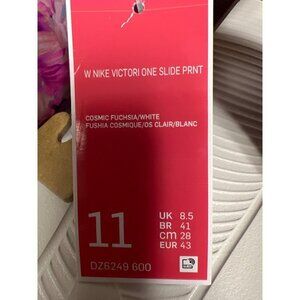 W NIKE VICTORI ONE SLIDE PRNT
COSMIC FUCHSIA/WHITE
FUSHIA COSMIQUE/OS CLAIR/BLANC
11
UK 8.5
BR 41
cm 28
EUR 43
DZ6249 600